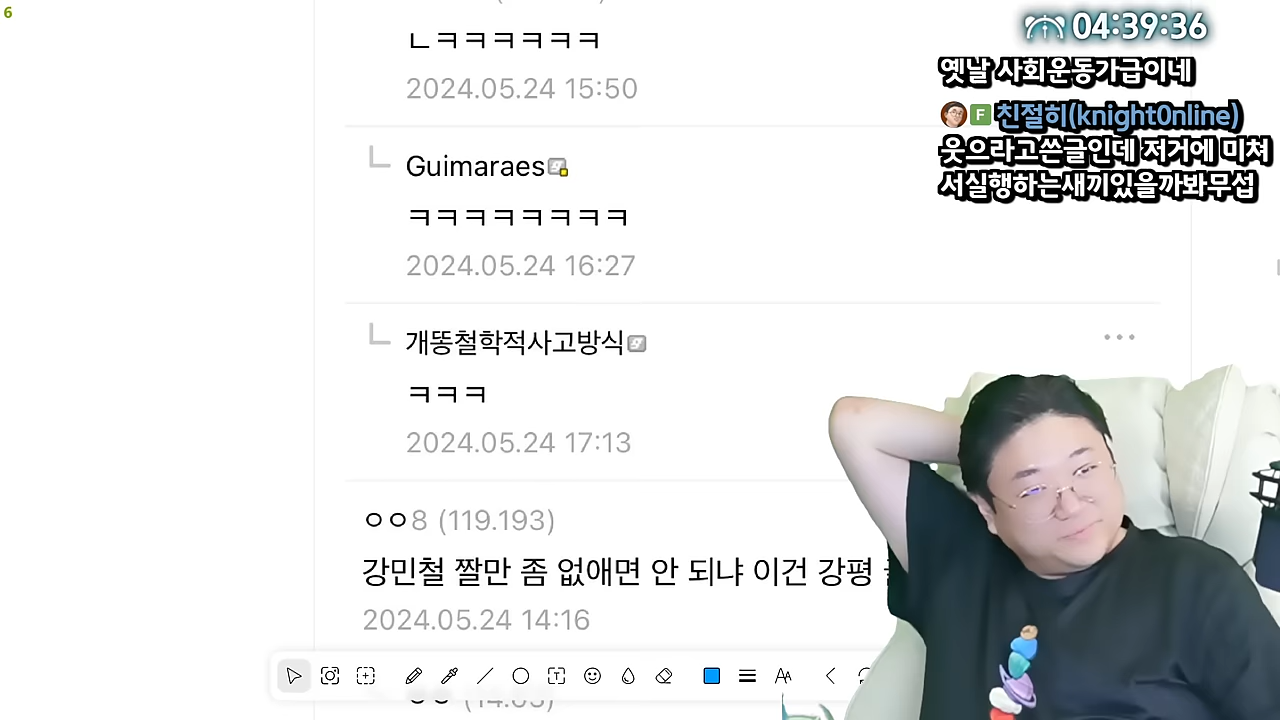 6
04:39:36
옛날 사회운동가급이네
F 친절히(knight0nline)
웃으라고쓴글인데 저거에 미쳐
서실행하는새끼있을까봐무섭
ㄴㅋㅋㅋㅋㅋㅋ
2024.05.24 15:50
Guimaraes
ㅋㅋㅋㅋㅋㅋㅋㅋ
2024.05.24 16:27
개똥철학적사고방식
ㅋㅋㅋ
2024.05.24 17:13
ㅇㅇ8 (119.193)
강민철 짤만 좀 없애면 안 되냐 이건 강평
2024.05.24 14:16